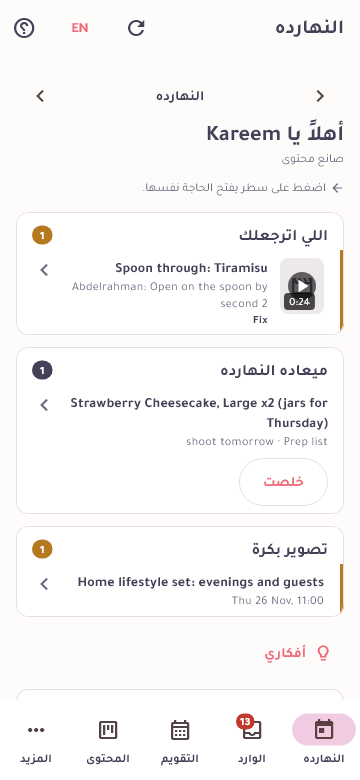 النهارده
EN
النهارده
أهلاً يا Kareem
صانع محتوى
اضغط على سطر يفتح الحاجة نفسها.
اللي اترجعلك
1
Spoon through: Tiramisu
Abdelrahman: Open on the spoon by
second 2
Fix
0:24
ميعاده النهارده
1
Strawberry Cheesecake, Large x2 (jars for
Thursday)
shoot tomorrow · Prep list
خلصت
تصوير بكرة
1
Home lifestyle set: evenings and guests
Thu 26 Nov, 11:00
أفكاري
النهارده
13
الوارد
التقويم
المحتوى
المزيد